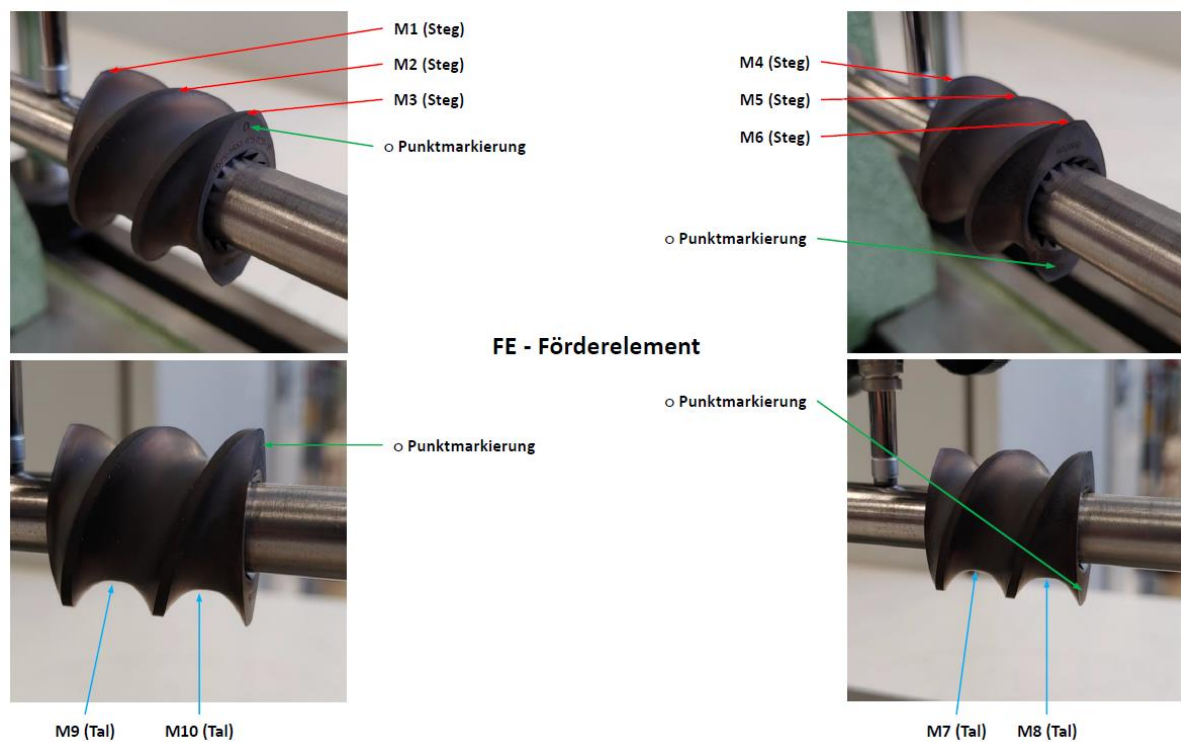 M1 (Steg)
M2 (Steg)
M3 (Steg)
o Punktmarkierung
M4 (Steg)
M5 (Steg)
M6 (Steg)
o Punktmarkierung
FE - Förderelement
o Punktmarkierung
o Punktmarkierung
M9 (Tal)
M10 (Tal)
M7 (Tal)
M8 (Tal)